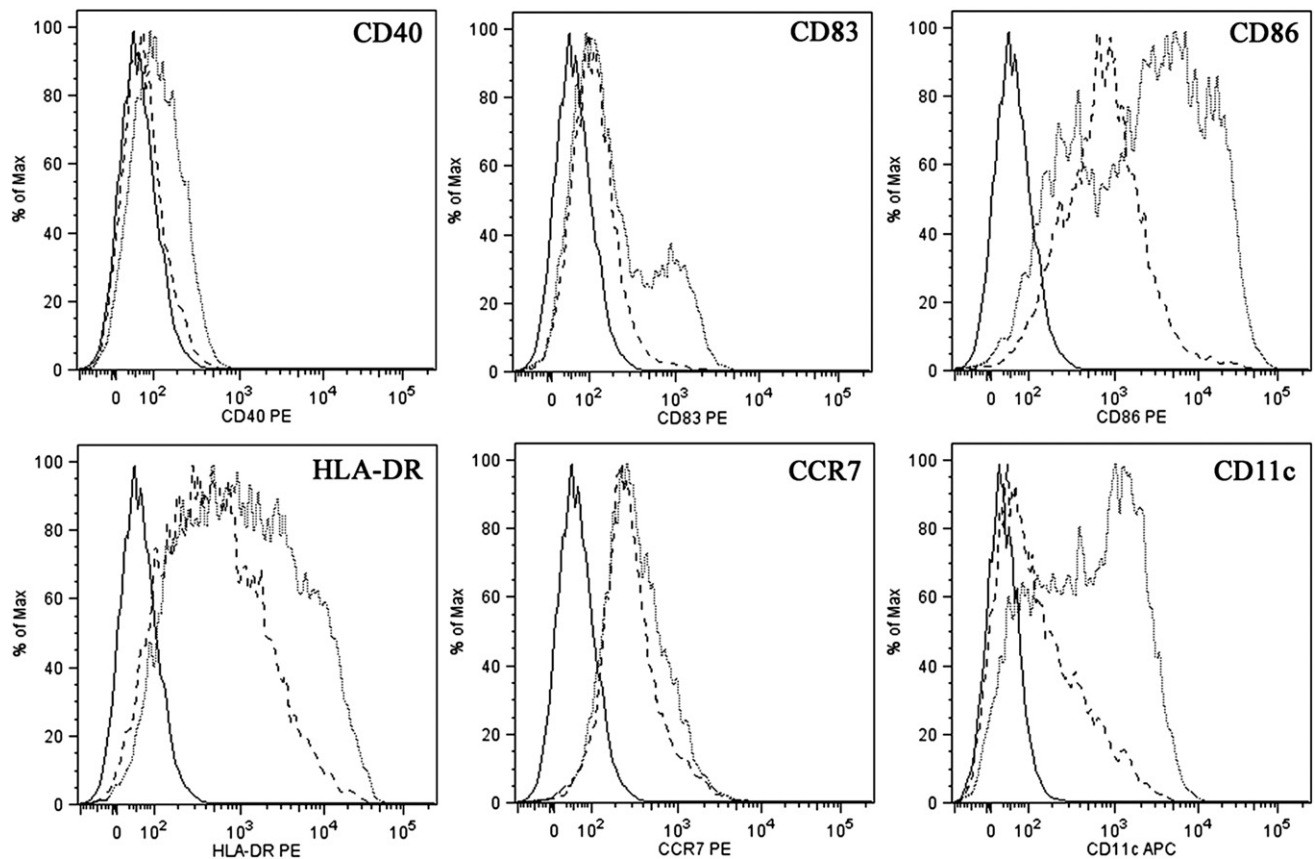 CD40
% of Max
100
80
60
40
20
0
0 10² 10³ 10⁴ 10⁵
CD40 PE
CD83
% of Max
100
80
60
40
20
0
0 10² 10³ 10⁴ 10⁵
CD83 PE
CD86
% of Max
100
80
60
40
20
0
0 10² 10³ 10⁴ 10⁵
CD86 APC
HLA-DR
% of Max
100
80
60
40
20
0
0 10² 10³ 10⁴ 10⁵
HLA-DR PE
CCR7
% of Max
100
80
60
40
20
0
0 10² 10³ 10⁴ 10⁵
CCR7 PE
CD11c
% of Max
100
80
60
40
20
0
0 10² 10³ 10⁴ 10⁵
CD11c APC